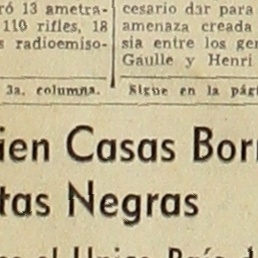 ró 13 ametra-
110 rifles, 18
s radioemiso-
3a. columna.
cesario dar para
amenaza creada
sia entre los gen
Gaulle y Henri
Sigue en la pág
ien Casas Borr
tas Negras